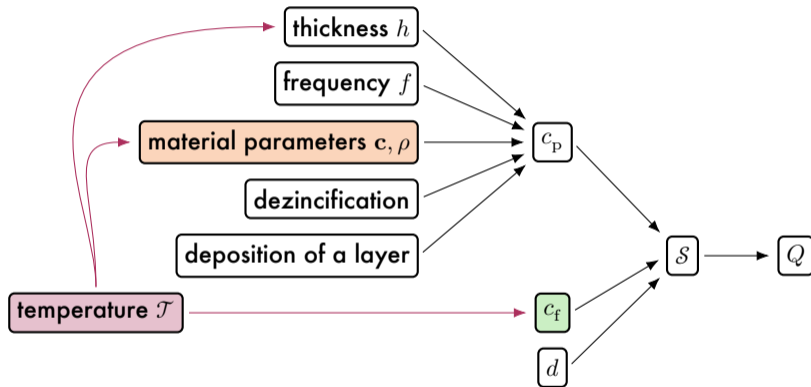 thickness h
frequency f
material parameters c, ρ
c_p
dezincification
deposition of a layer
𝒮
Q
temperature 𝒯
c_f
d